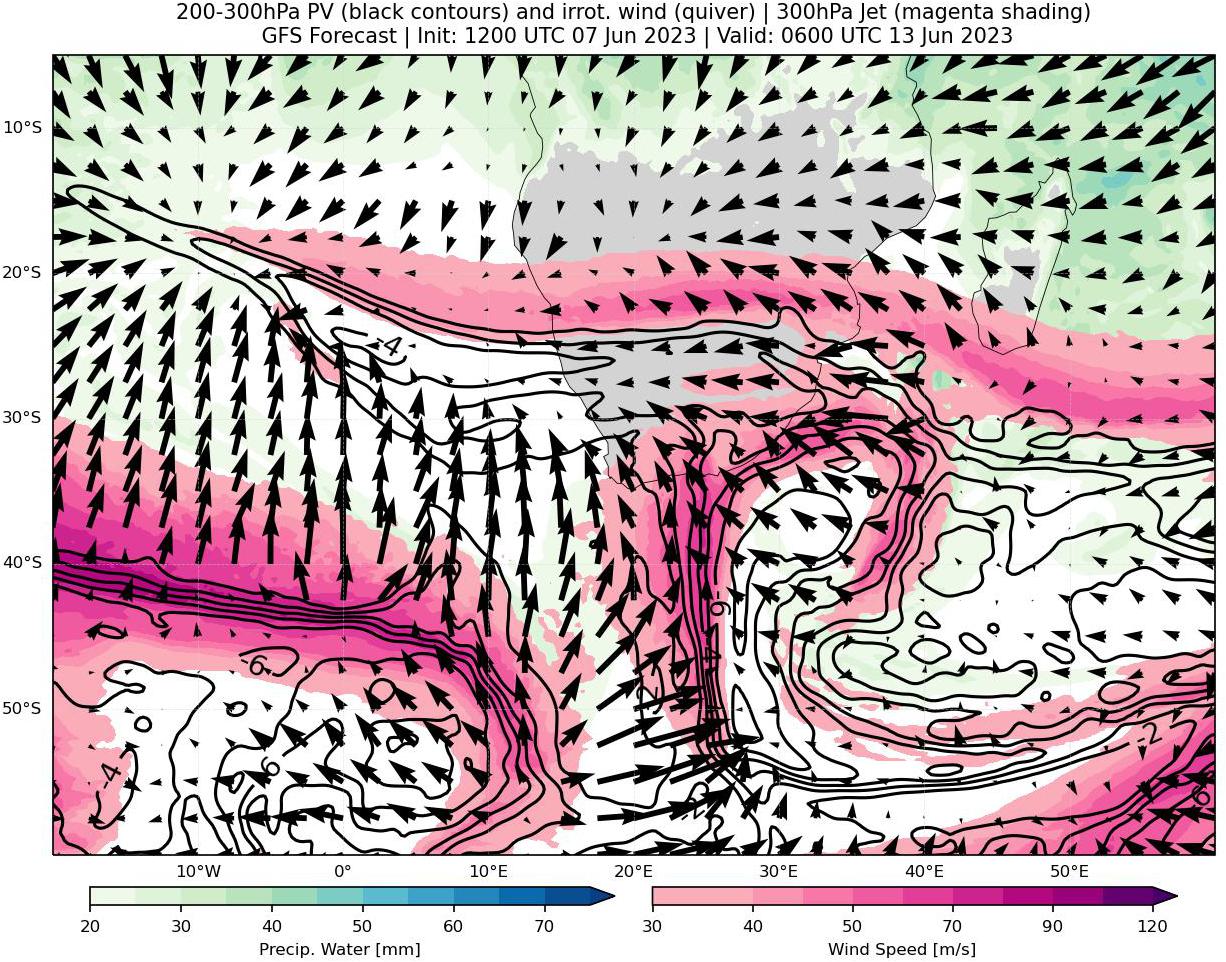 200-300hPa PV (black contours) and irrot. wind (quiver) | 300hPa Jet (magenta shading)
GFS Forecast | Init: 1200 UTC 07 Jun 2023 | Valid: 0600 UTC 13 Jun 2023
10°S
20°S
30°S
40°S
50°S
-4
-6
-6
-4
-2
-4
6
10°W 0° 10°E 20°E 30°E 40°E 50°E
20 30 40 50 60 70
Precip. Water [mm]
30 40 50 70 90 120
Wind Speed [m/s]